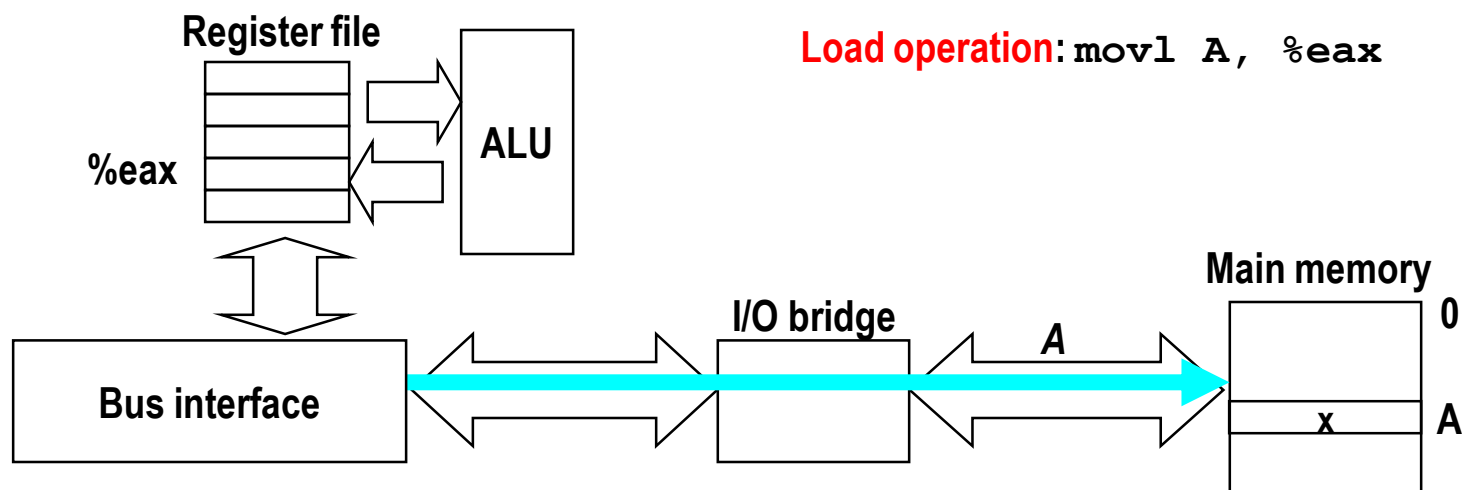 Register file
Load operation: movl A, %eax
ALU
%eax
Main memory
0
I/O bridge
A
Bus interface
x
A